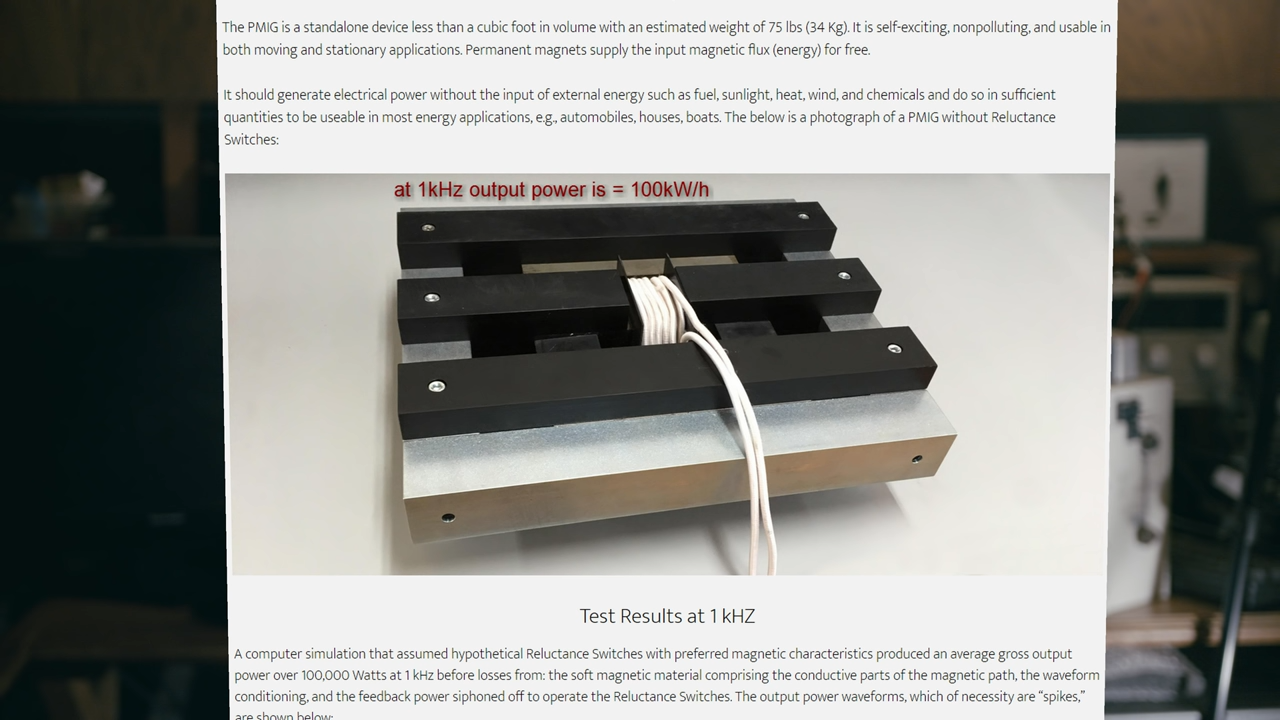 The PMIG is a standalone device less than a cubic foot in volume with an estimated weight of 75 lbs (34 Kg). It is self-exciting, nonpolluting, and usable in
both moving and stationary applications. Permanent magnets supply the input magnetic flux (energy) for free.
It should generate electrical power without the input of external energy such as fuel, sunlight, heat, wind, and chemicals and do so in sufficient
quantities to be useable in most energy applications, e.g., automobiles, houses, boats. The below is a photograph of a PMIG without Reluctance
Switches:
at 1kHz output power is = 100kW/h
Test Results at 1 kHZ
A computer simulation that assumed hypothetical Reluctance Switches with preferred magnetic characteristics produced an average gross output
power over 100,000 Watts at 1 kHz before losses from: the soft magnetic material comprising the conductive parts of the magnetic path, the waveform
conditioning, and the feedback power siphoned off to operate the Reluctance Switches. The output power waveforms, which of necessity are “spikes,”
are shown below: